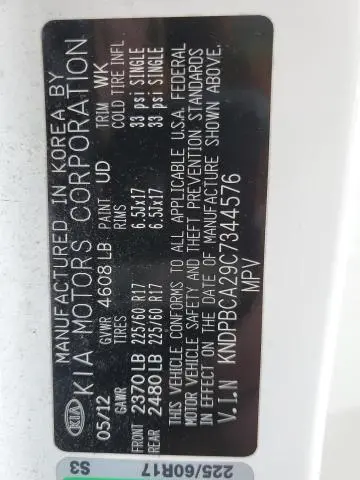 MANUFACTURED IN KOREA BY
KIA KIA MOTORS CORPORATION
05/12 GVWR 4608LB PAINT UD TRIM WK
GAWR TIRES RIMS COLD TIRE INFL
FRONT 2370LB 225/60 R17 6.5Jx17 33 psi SINGLE
REAR 2480LB 225/60 R17 6.5Jx17 33 psi SINGLE
THIS VEHICLE CONFORMS TO ALL APPLICABLE U.S.A. FEDERAL
MOTOR VEHICLE SAFETY AND THEFT PREVENTION STANDARDS
IN EFFECT ON THE DATE OF MANUFACTURE SHOWN ABOVE.
V.I.N KNDPBCA29C7344576
MPV
S3 225/60R17